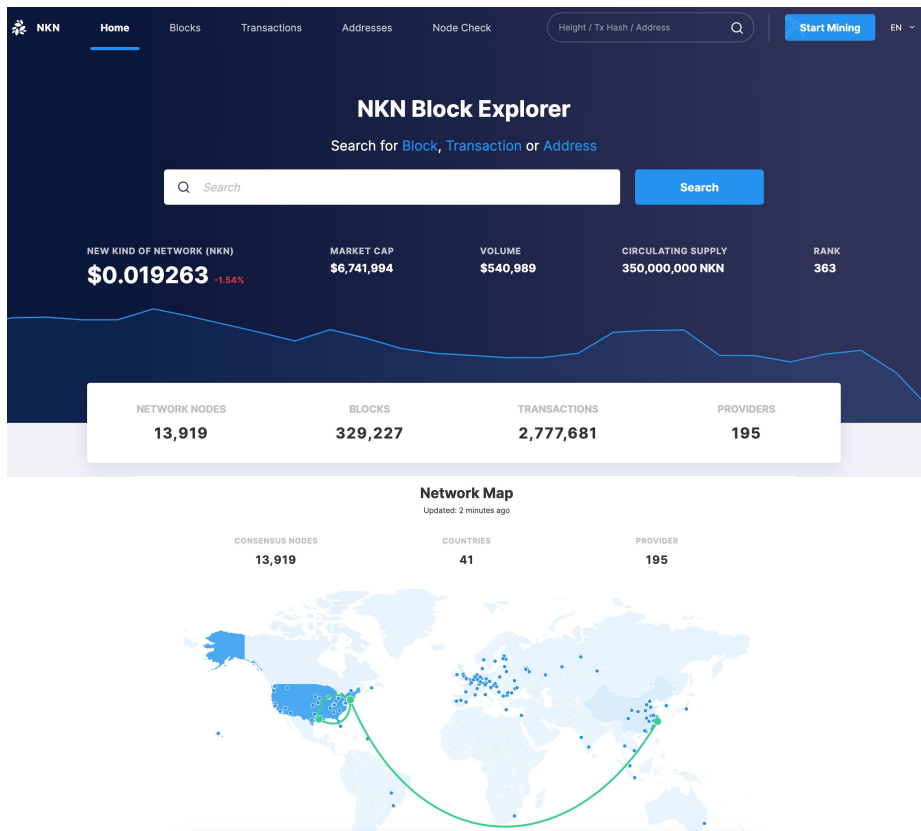 NKN Home Blocks Transactions Addresses Node Check Height / Tx Hash / Address Start Mining EN
NKN Block Explorer
Search for Block, Transaction or Address
Search Search
NEW KIND OF NETWORK (NKN) MARKET CAP VOLUME CIRCULATING SUPPLY RANK
$0.019263 -1.54% $6,741,994 $540,989 350,000,000 NKN 363
NETWORK NODES BLOCKS TRANSACTIONS PROVIDERS
13,919 329,227 2,777,681 195
Network Map
Updated: 2 minutes ago
CONSENSUS NODES COUNTRIES PROVIDER
13,919 41 195